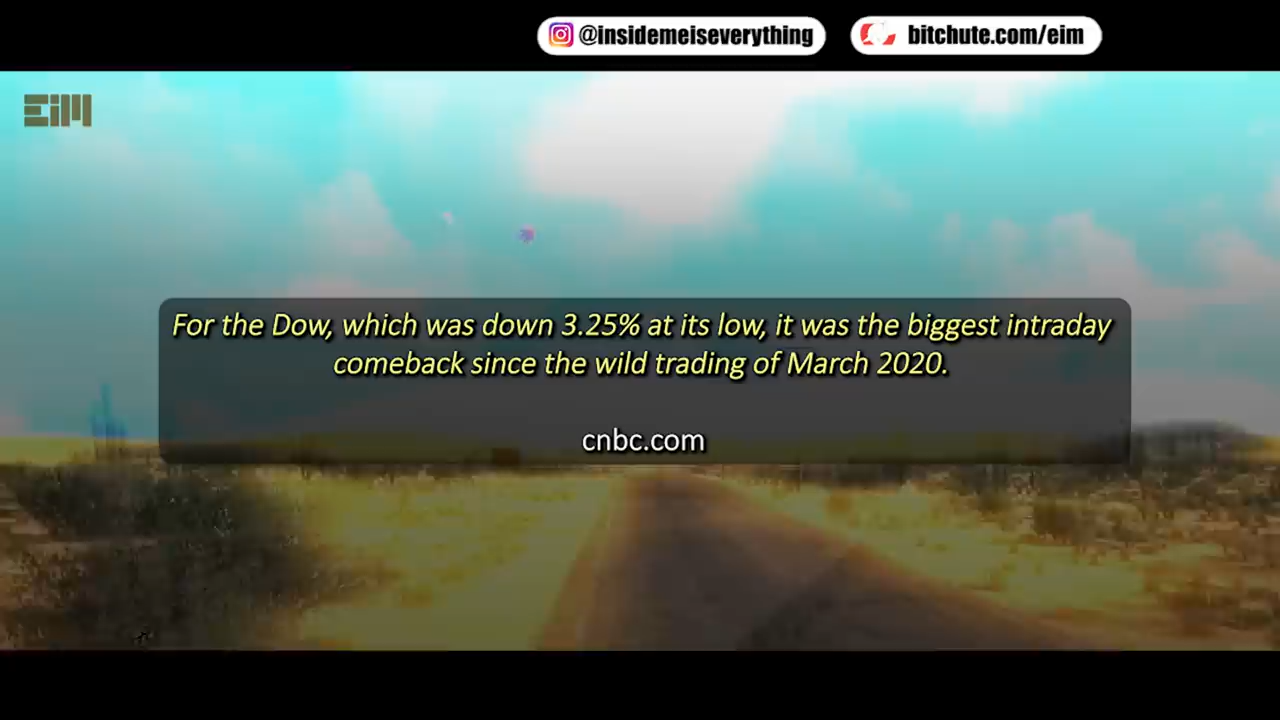 @insidemeiseverything
bitchute.com/eim
EiM
For the Dow, which was down 3.25% at its low, it was the biggest intraday
comeback since the wild trading of March 2020.
cnbc.com